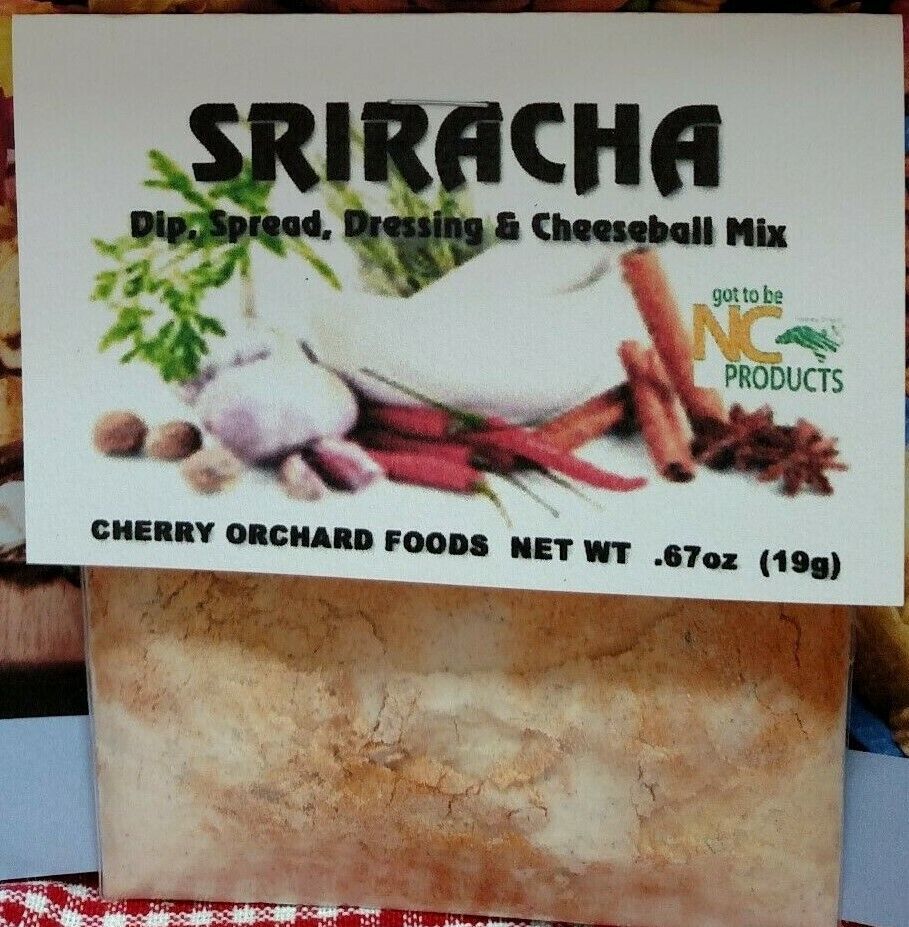 SRIRACHA
Dip, Spread, Dressing & Cheeseball Mix
got to be
NC
PRODUCTS
CHERRY ORCHARD FOODS NET WT .67oz (19g)